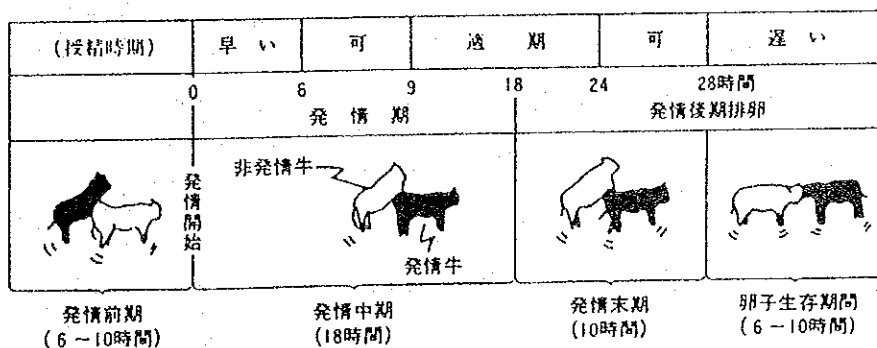 (授精時期) 早い 可 適期 可 遅い
0 6 9 18 24 28時間
発情期 発情後期排卵
発情開始
非発情牛
発情牛
発情前期 発情中期 発情末期 卵子生存期間
(6~10時間) (18時間) (10時間) (6~10時間)